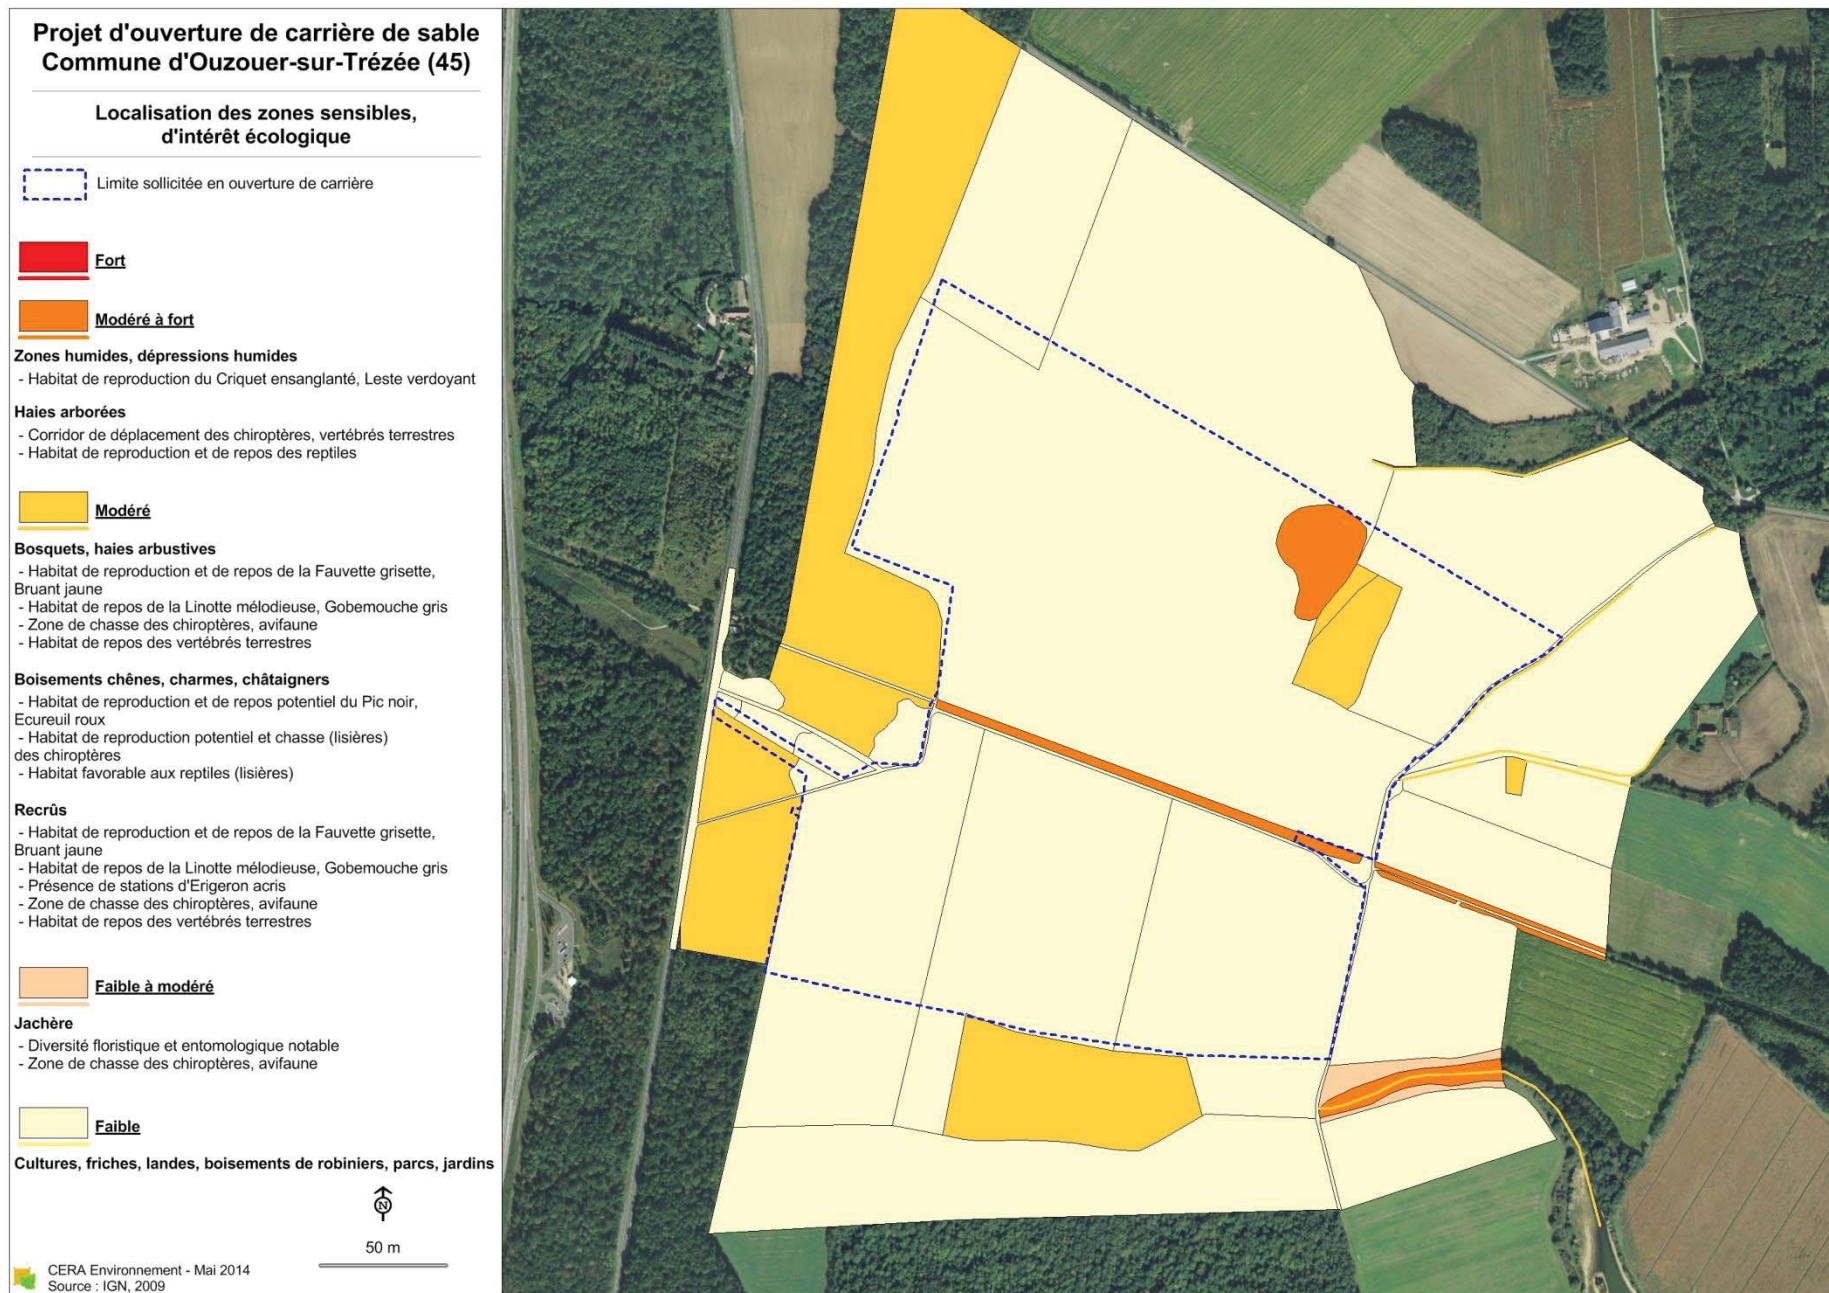 Projet d'ouverture de carrière de sable
Commune d'Ouzouer-sur-Trézée (45)
Localisation des zones sensibles,
d'intérêt écologique
Limite sollicitée en ouverture de carrière
Fort
Modéré à fort
Zones humides, dépressions humides
- Habitat de reproduction du Criquet ensanglanté, Leste verdoyant
Haies arborées
- Corridor de déplacement des chiroptères, vertébrés terrestres
- Habitat de reproduction et de repos des reptiles
Modéré
Bosquets, haies arbustives
- Habitat de reproduction et de repos de la Fauvette grisette,
Bruant jaune
- Habitat de repos de la Linotte mélodieuse, Gobemouche gris
- Zone de chasse des chiroptères, avifaune
- Habitat de repos des vertébrés terrestres
Boisements chênes, charmes, châtaigners
- Habitat de reproduction et de repos potentiel du Pic noir,
Ecureuil roux
- Habitat de reproduction potentiel et chasse (lisières)
des chiroptères
- Habitat favorable aux reptiles (lisières)
Recrûs
- Habitat de reproduction et de repos de la Fauvette grisette,
Bruant jaune
- Habitat de repos de la Linotte mélodieuse, Gobemouche gris
- Présence de stations d'Erigeron acris
- Zone de chasse des chiroptères, avifaune
- Habitat de repos des vertébrés terrestres
Faible à modéré
Jachère
- Diversité floristique et entomologique notable
- Zone de chasse des chiroptères, avifaune
Faible
Cultures, friches, landes, boisements de robiniers, parcs, jardins
N
50 m
CERA Environnement - Mai 2014
Source : IGN, 2009